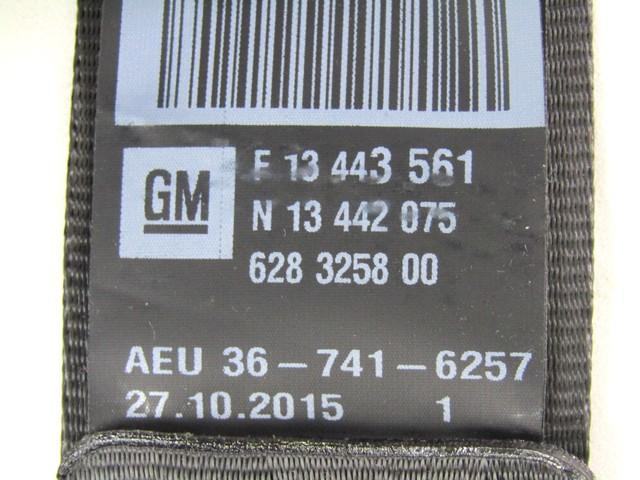 GM
E 13 443 561
N 13 442 075
628 3258 00
AEU 36-741-6257
27.10.2015 1